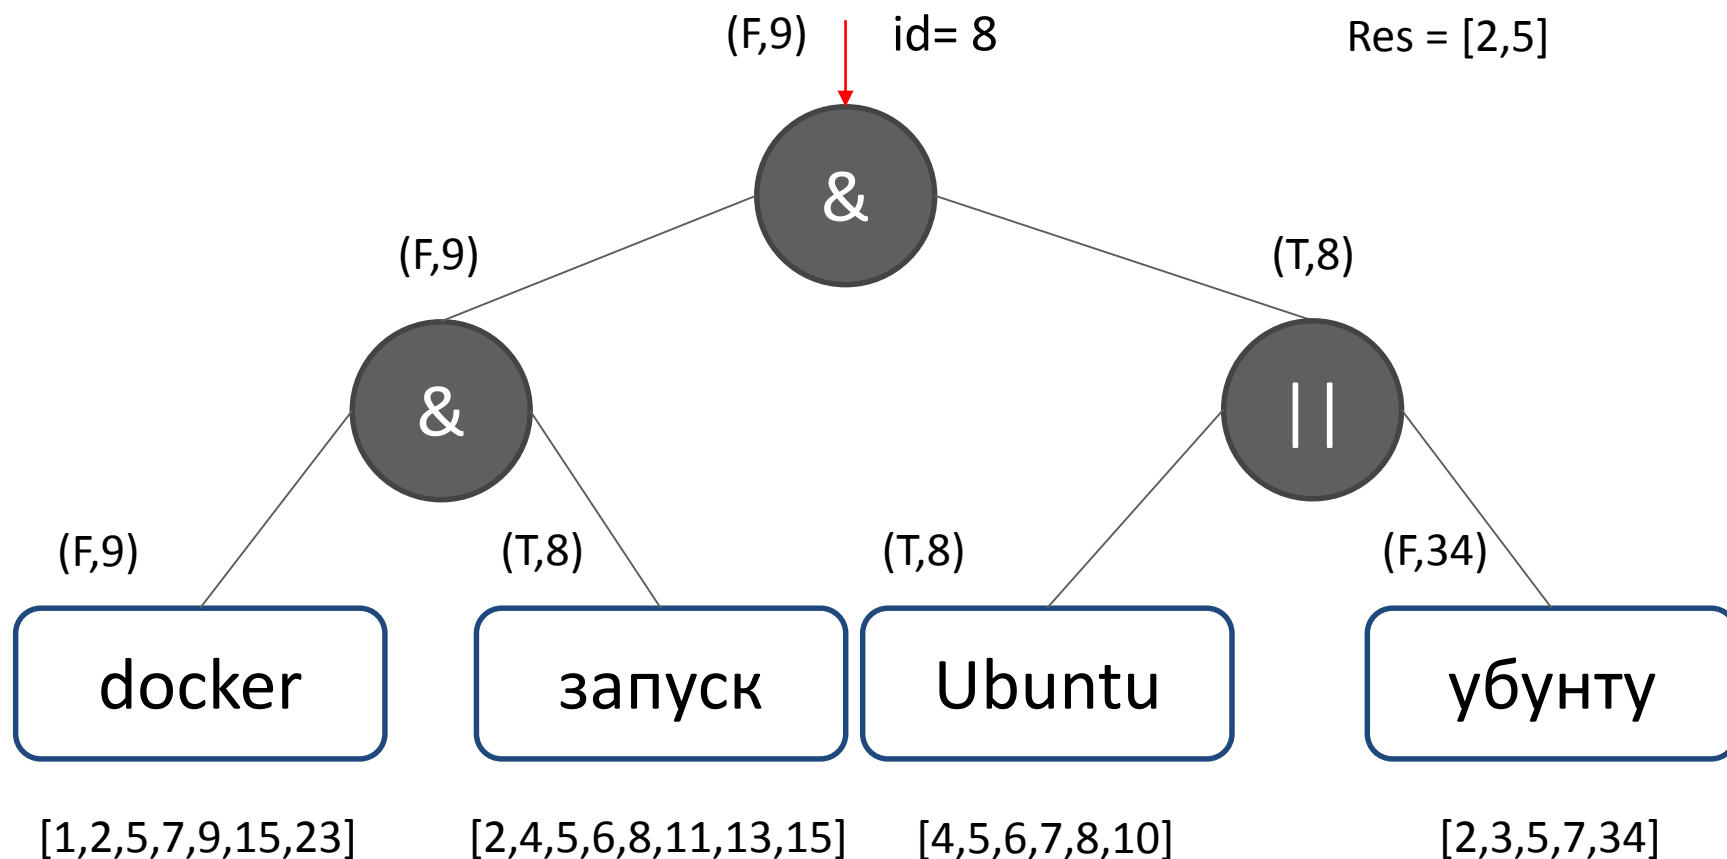 (F,9) id= 8 Res = [2,5]
&
(F,9) (T,8)
& ||
(F,9) (T,8) (T,8) (F,34)
docker запуск Ubuntu убунту
[1,2,5,7,9,15,23] [2,4,5,6,8,11,13,15] [4,5,6,7,8,10] [2,3,5,7,34]